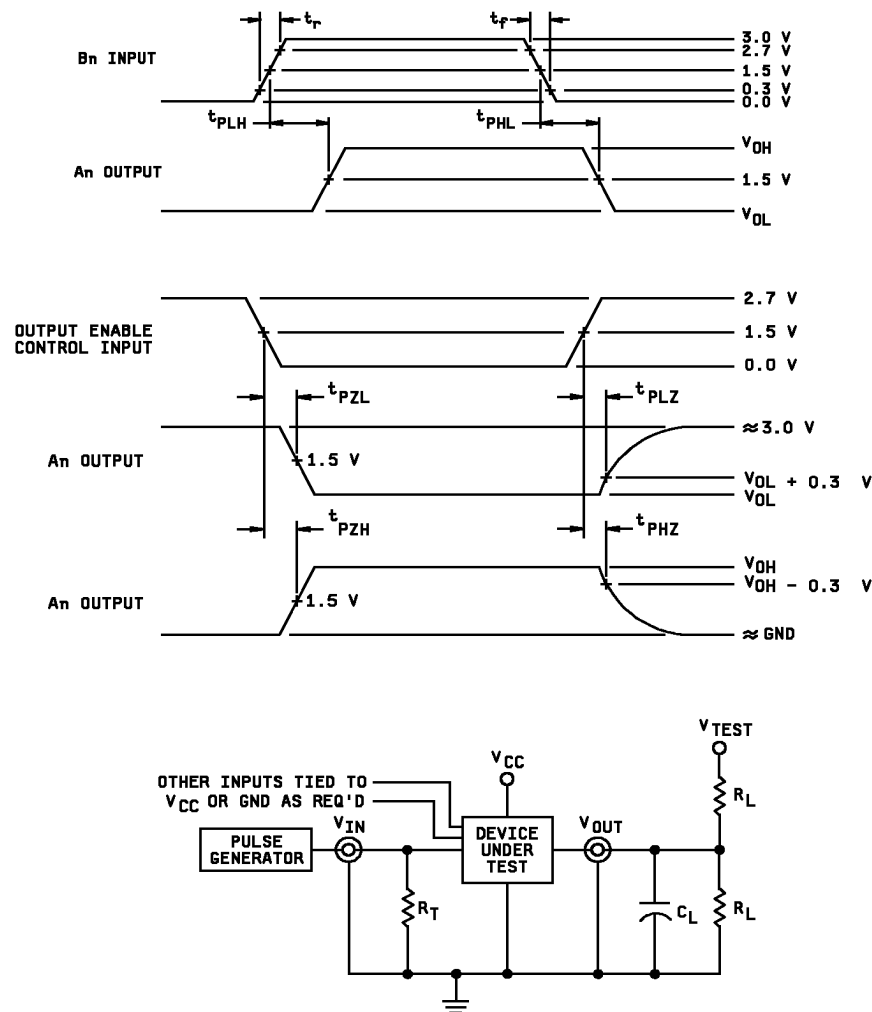 tr
tf
Bn INPUT
3.0 V
2.7 V
1.5 V
0.3 V
0.0 V
tPLH
tPHL
An OUTPUT
VOH
1.5 V
VOL
OUTPUT ENABLE
CONTROL INPUT
2.7 V
1.5 V
0.0 V
tPZL
tPLZ
An OUTPUT
1.5 V
≈3.0 V
VOL + 0.3 V
VOL
tPZH
tPHZ
An OUTPUT
1.5 V
VOH
VOH – 0.3 V
≈ GND
VTEST
VCC
OTHER INPUTS TIED TO
VCC OR GND AS REQ'D
RL
VIN
VOUT
PULSE
GENERATOR
DEVICE
UNDER
TEST
RT
CL
RL